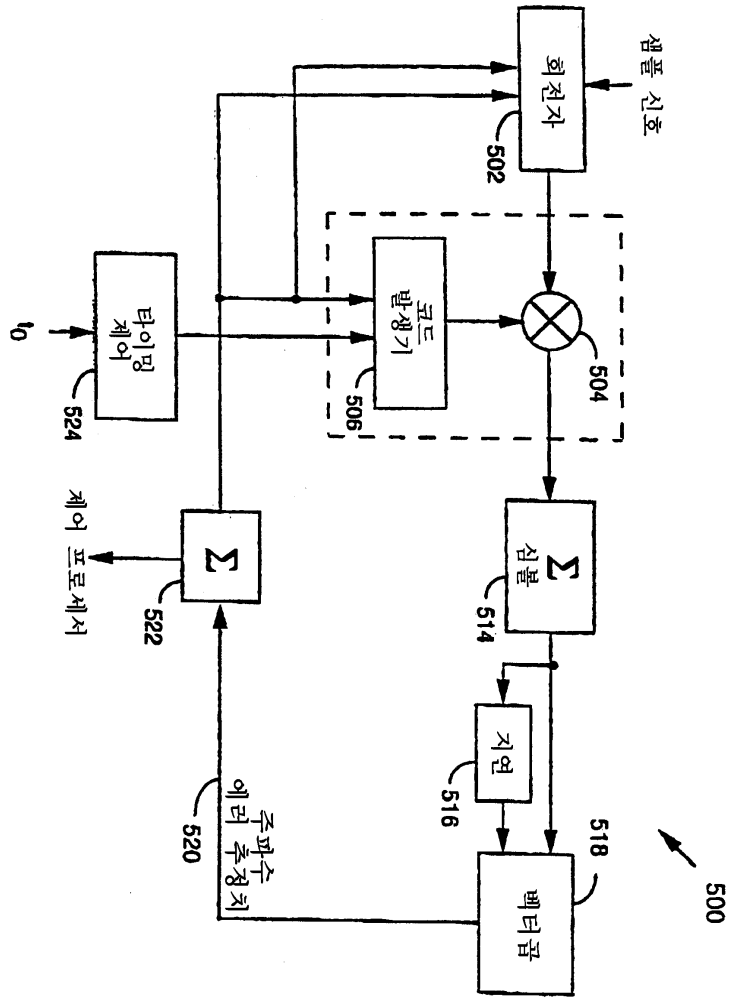 500
샘플 신호
회전자
502
504
코드
발생기
506
Σ
심볼
514
지연
516
518
벡터곱
주파수
에러 추정치
520
Σ
522
제어 프로세서
타이밍
제어
524
t0